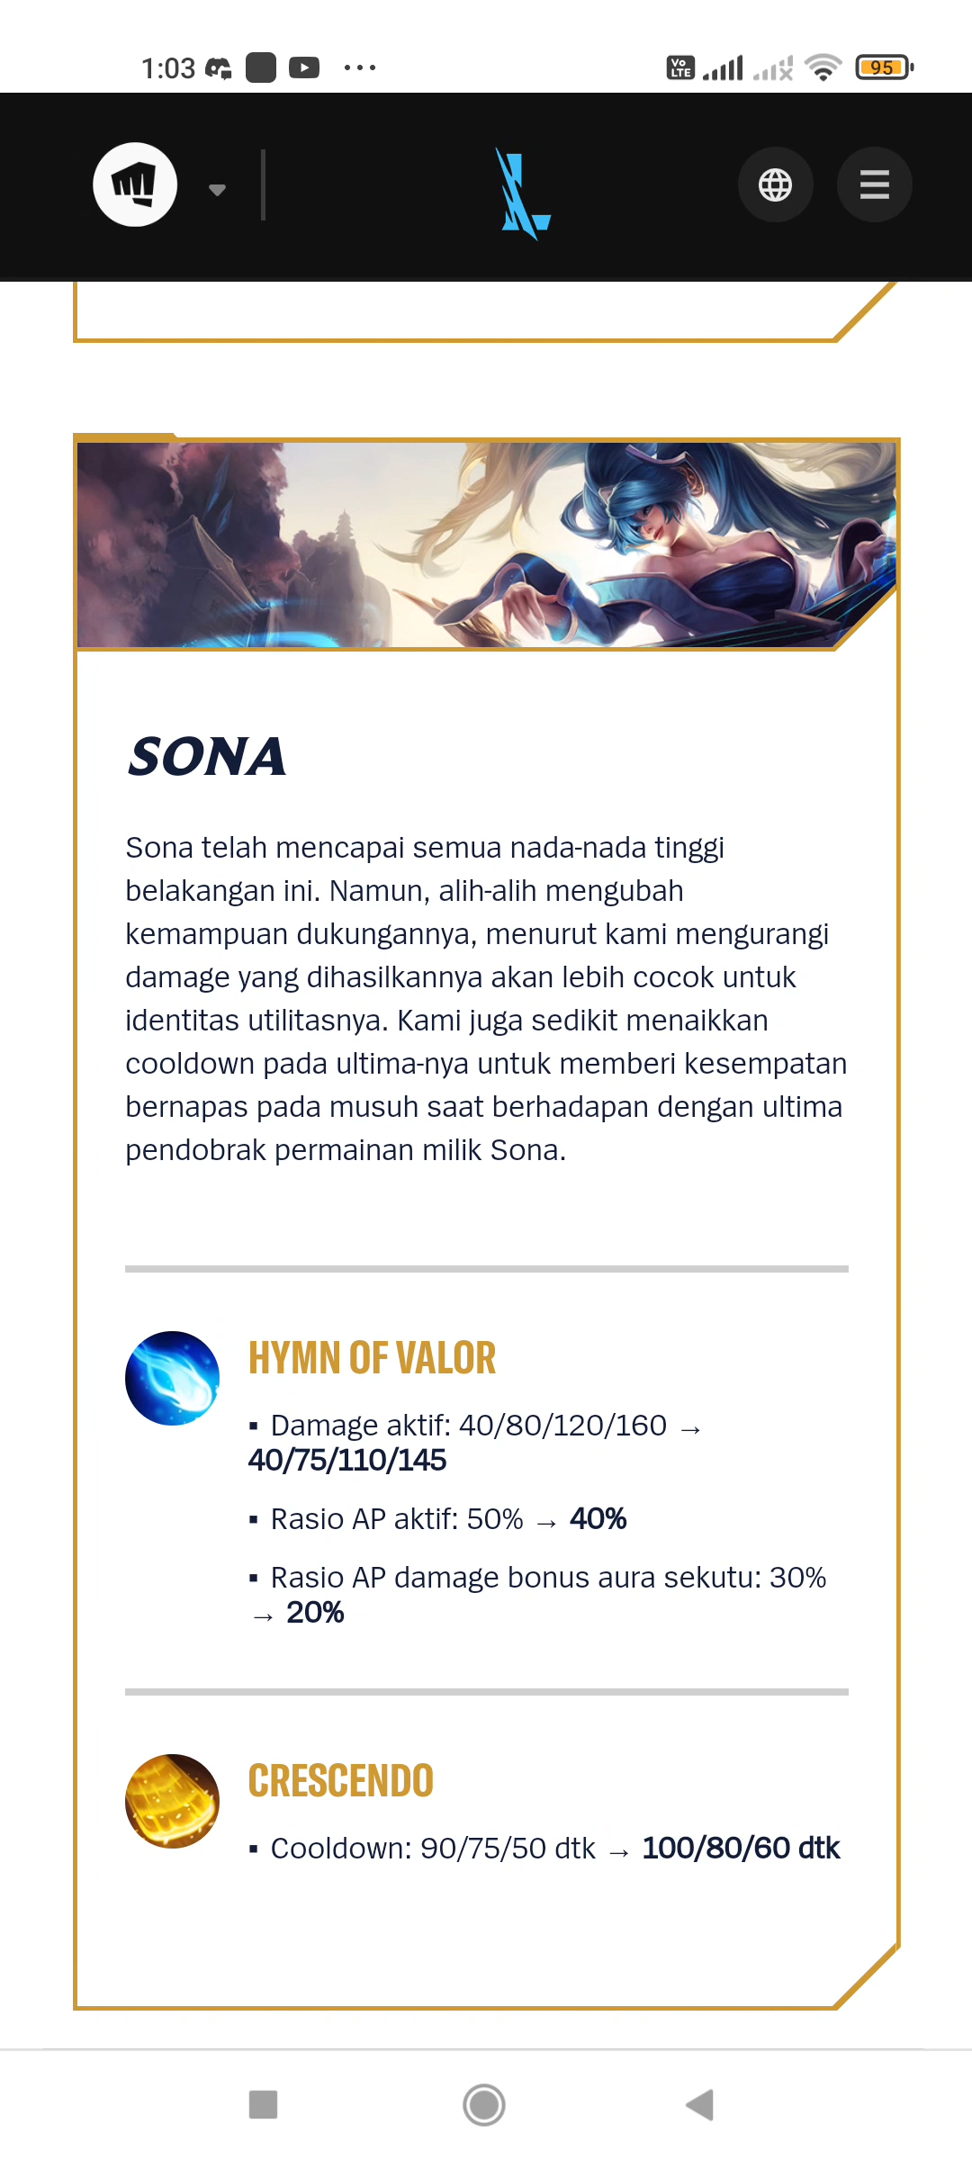 1:03
Vo
LTE
95
SONA
Sona telah mencapai semua nada-nada tinggi
belakangan ini. Namun, alih-alih mengubah
kemampuan dukungannya, menurut kami mengurangi
damage yang dihasilkannya akan lebih cocok untuk
identitas utilitasnya. Kami juga sedikit menaikkan
cooldown pada ultima-nya untuk memberi kesempatan
bernapas pada musuh saat berhadapan dengan ultima
pendobrak permainan milik Sona.
HYMN OF VALOR
▪ Damage aktif: 40/80/120/160 →
40/75/110/145
▪ Rasio AP aktif: 50% → 40%
▪ Rasio AP damage bonus aura sekutu: 30%
→ 20%
CRESCENDO
▪ Cooldown: 90/75/50 dtk → 100/80/60 dtk